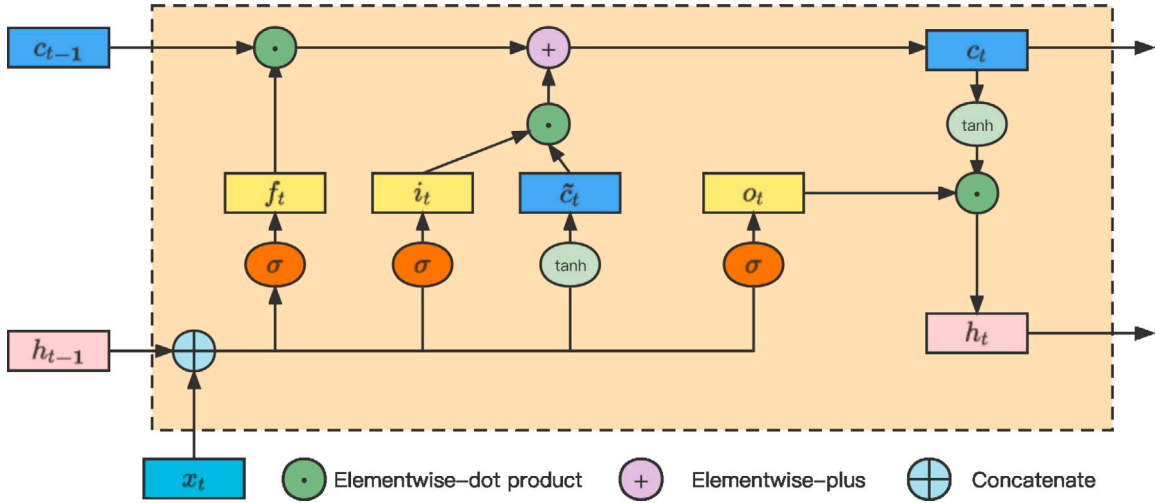 c_{t-1}
·
+
c_t
tanh
·
f_t
i_t
c̃_t
o_t
·
σ
σ
tanh
σ
h_{t-1}
h_t
x_t
· Elementwise-dot product
+ Elementwise-plus
Concatenate